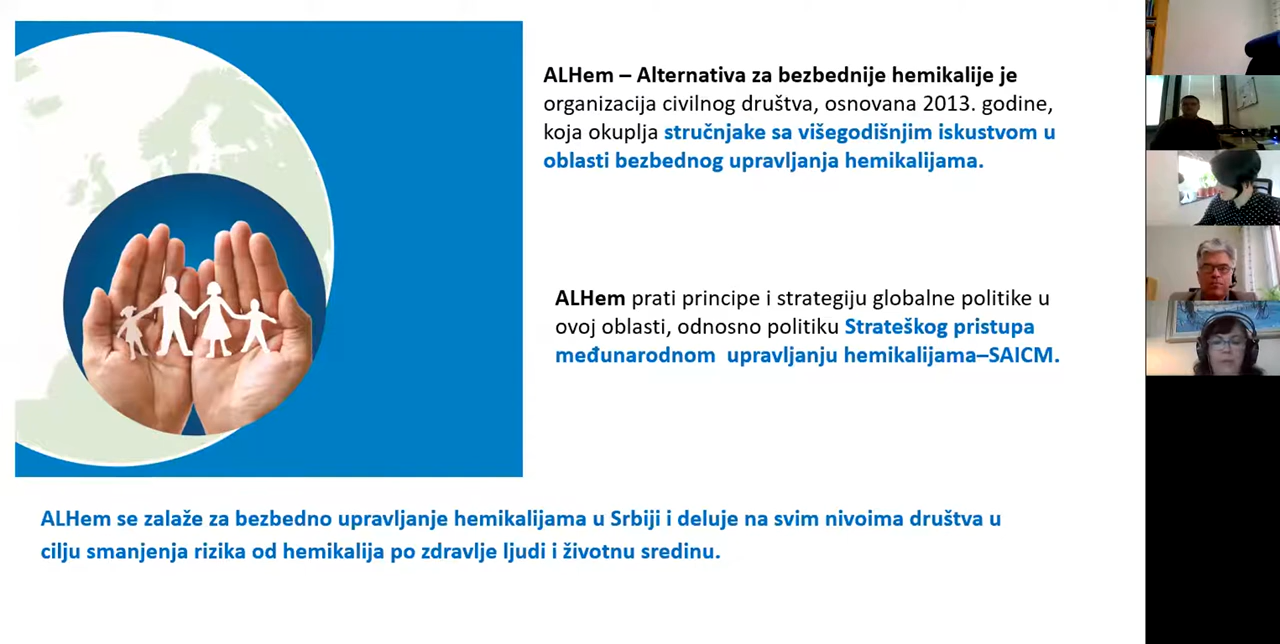 ALHem – Alternativa za bezbednije hemikalije je
organizacija civilnog društva, osnovana 2013. godine,
koja okuplja stručnjake sa višegodišnjim iskustvom u
oblasti bezbednog upravljanja hemikalijama.
ALHem prati principe i strategiju globalne politike u
ovoj oblasti, odnosno politiku Strateškog pristupa
međunarodnom upravljanju hemikalijama–SAICM.
ALHem se zalaže za bezbedno upravljanje hemikalijama u Srbiji i deluje na svim nivoima društva u
cilju smanjenja rizika od hemikalija po zdravlje ljudi i životnu sredinu.